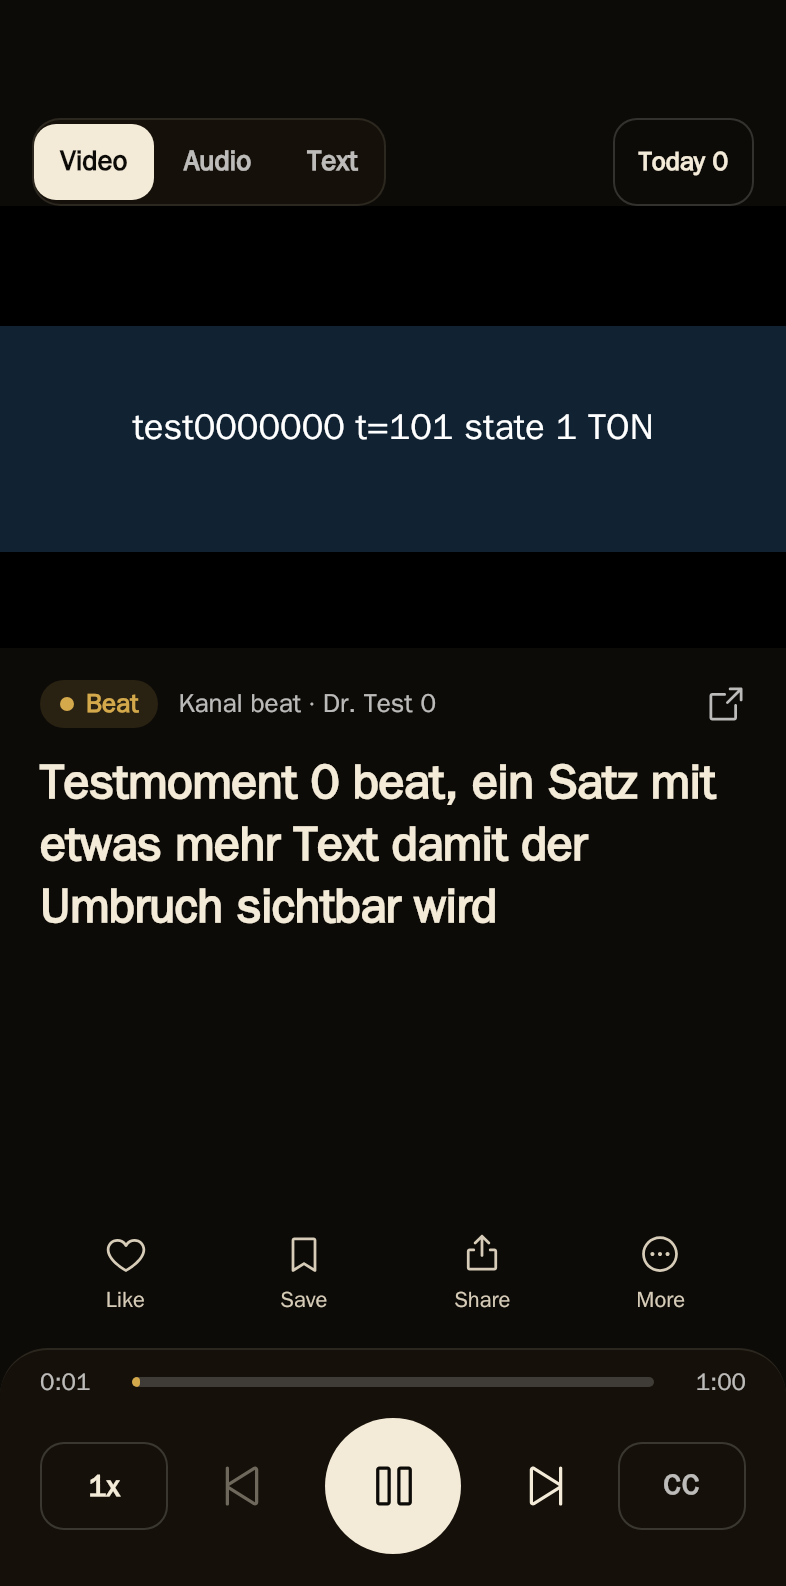 Video Audio Text Today 0
test0000000 t=101 state 1 TON
Beat Kanal beat · Dr. Test 0
Testmoment 0 beat, ein Satz mit
etwas mehr Text damit der
Umbruch sichtbar wird
Like Save Share More
0:01 1:00
1x CC